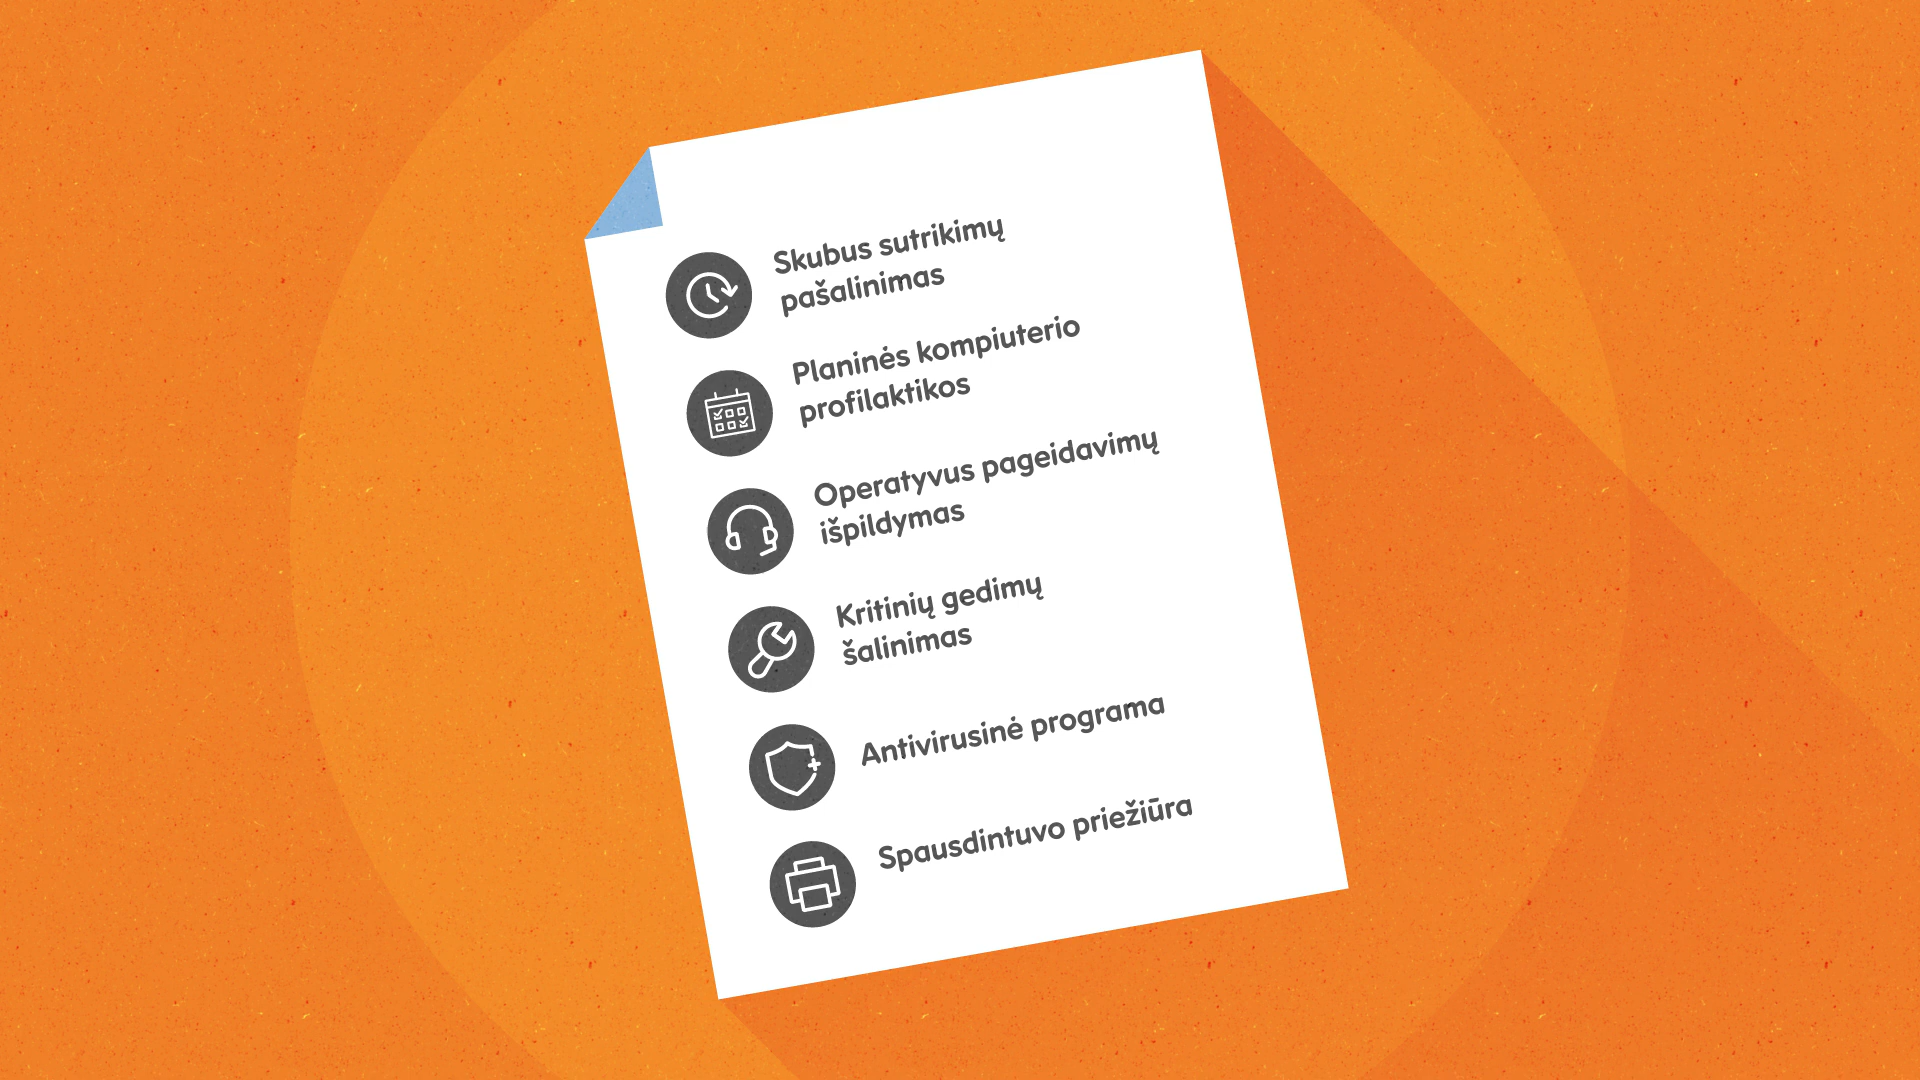 Skubus sutrikimų
pašalinimas
Planinės kompiuterio
profilaktikos
Operatyvus pageidavimų
išpildymas
Kritinių gedimų
šalinimas
Antivirusinė programa
Spausdintuvo priežiūra